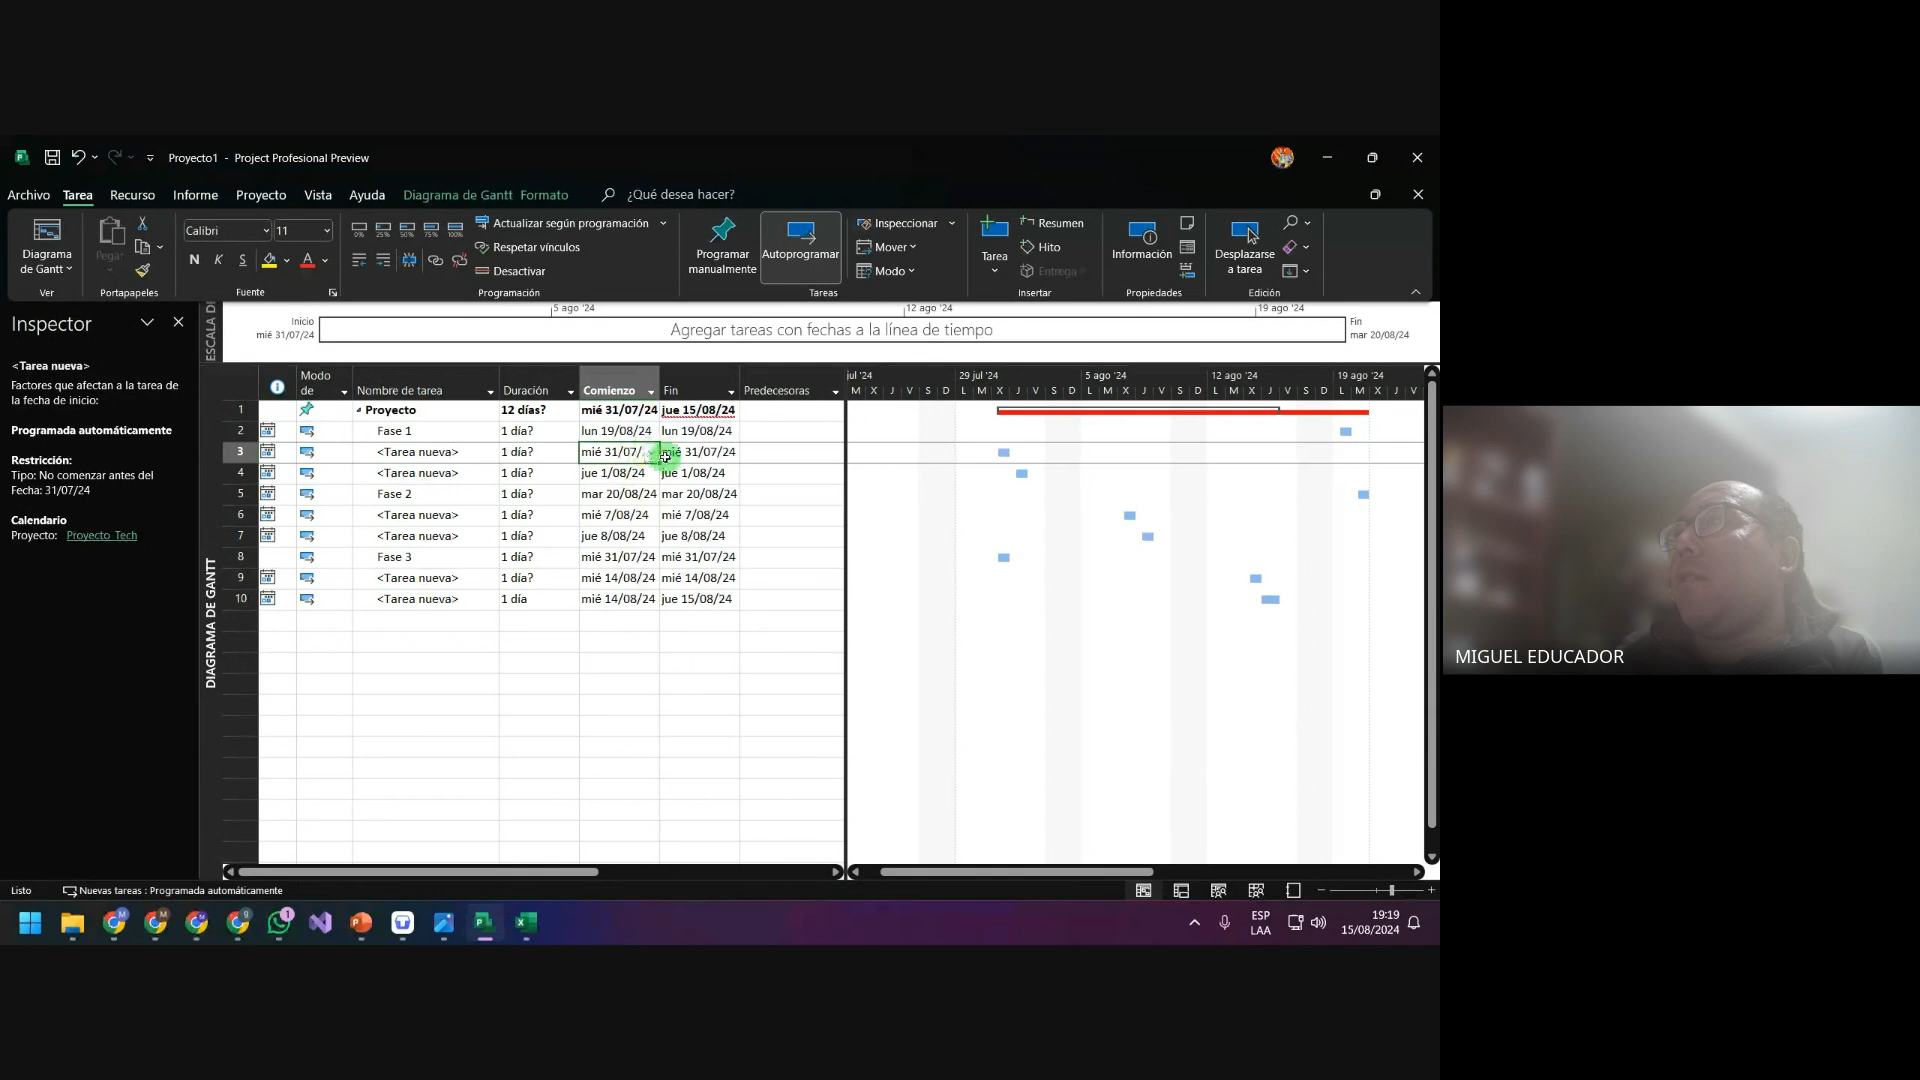 Proyecto1 - Project Profesional Preview
Archivo Tarea Recurso Informe Proyecto Vista Ayuda Diagrama de Gantt Formato ¿Qué desea hacer?
Diagrama de Gantt
Ver
Pegar
Portapapeles
Calibri 11
N K S A
Fuente
0% 25% 50% 75% 100%
Actualizar según programación
Respetar vínculos
Desactivar
Programación
Programar manualmente
Autoprogramar
Inspeccionar
Mover
Modo
Tareas
Tarea
Resumen
Hito
Entrega
Insertar
Información
Propiedades
Desplazarse a tarea
Edición
Inspector
<Tarea nueva>
Factores que afectan a la tarea de
la fecha de inicio:
Programada automáticamente
Restricción:
Tipo: No comenzar antes del
Fecha: 31/07/24
Calendario
Proyecto: Proyecto Tech
ESCALA DE
5 ago '24 12 ago '24 19 ago '24
Inicio
mié 31/07/24
Agregar tareas con fechas a la línea de tiempo
Fin
mar 20/08/24
DIAGRAMA DE GANTT
Modo de Nombre de tarea Duración Comienzo Fin Predecesoras
jul '24 29 jul '24 5 ago '24 12 ago '24 19 ago '24
M X J V S D L M X J V S D L M X J V S D L M X J V S D L M X J V
1 Proyecto 12 días? mié 31/07/24 jue 15/08/24
2 Fase 1 1 día? lun 19/08/24 lun 19/08/24
3 <Tarea nueva> 1 día? mié 31/07/ mié 31/07/24
4 <Tarea nueva> 1 día? jue 1/08/24 jue 1/08/24
5 Fase 2 1 día? mar 20/08/24 mar 20/08/24
6 <Tarea nueva> 1 día? mié 7/08/24 mié 7/08/24
7 <Tarea nueva> 1 día? jue 8/08/24 jue 8/08/24
8 Fase 3 1 día? mié 31/07/24 mié 31/07/24
9 <Tarea nueva> 1 día? mié 14/08/24 mié 14/08/24
10 <Tarea nueva> 1 día mié 14/08/24 jue 15/08/24
Listo Nuevas tareas : Programada automáticamente
ESP
LAA
19:19
15/08/2024
MIGUEL EDUCADOR